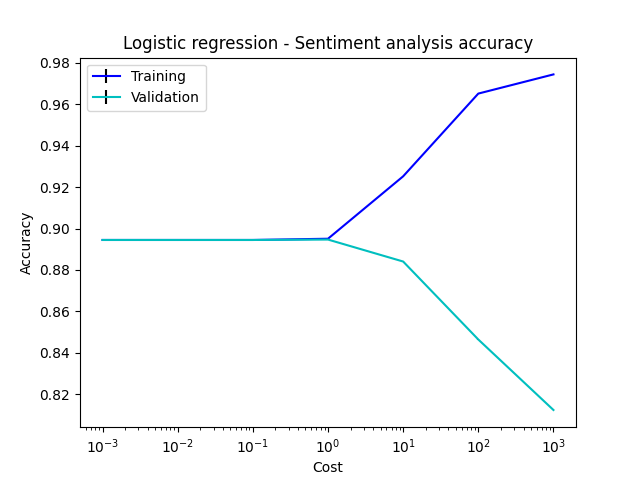 Logistic regression - Sentiment analysis accuracy
Training
Validation
0.98
0.96
0.94
0.92
0.90
0.88
0.86
0.84
0.82
Accuracy
10⁻³ 10⁻² 10⁻¹ 10⁰ 10¹ 10² 10³
Cost